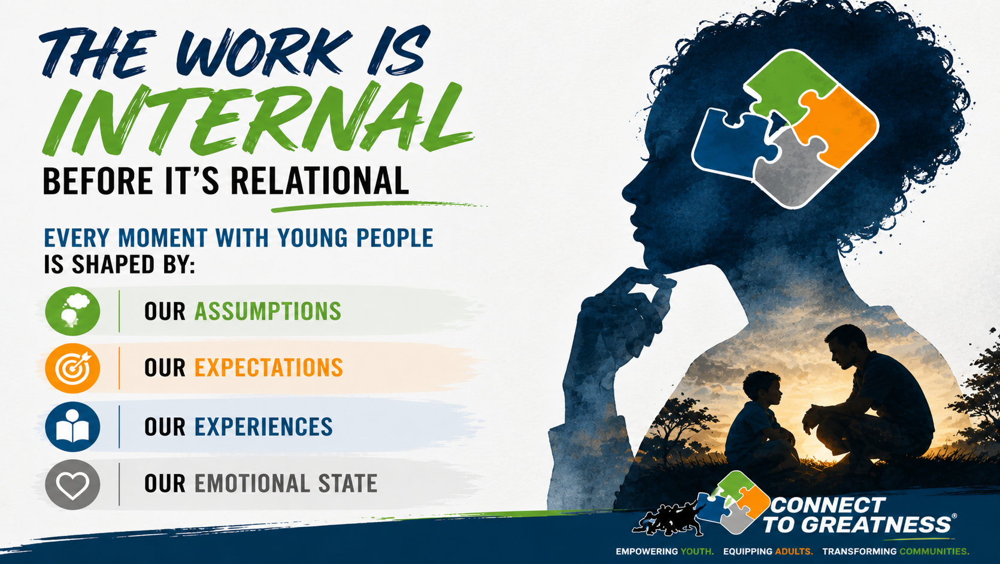 THE WORK IS
INTERNAL
BEFORE IT'S RELATIONAL
EVERY MOMENT WITH YOUNG PEOPLE
IS SHAPED BY:
OUR ASSUMPTIONS
OUR EXPECTATIONS
OUR EXPERIENCES
OUR EMOTIONAL STATE
CONNECT
TO GREATNESS®
EMPOWERING YOUTH. EQUIPPING ADULTS. TRANSFORMING COMMUNITIES.